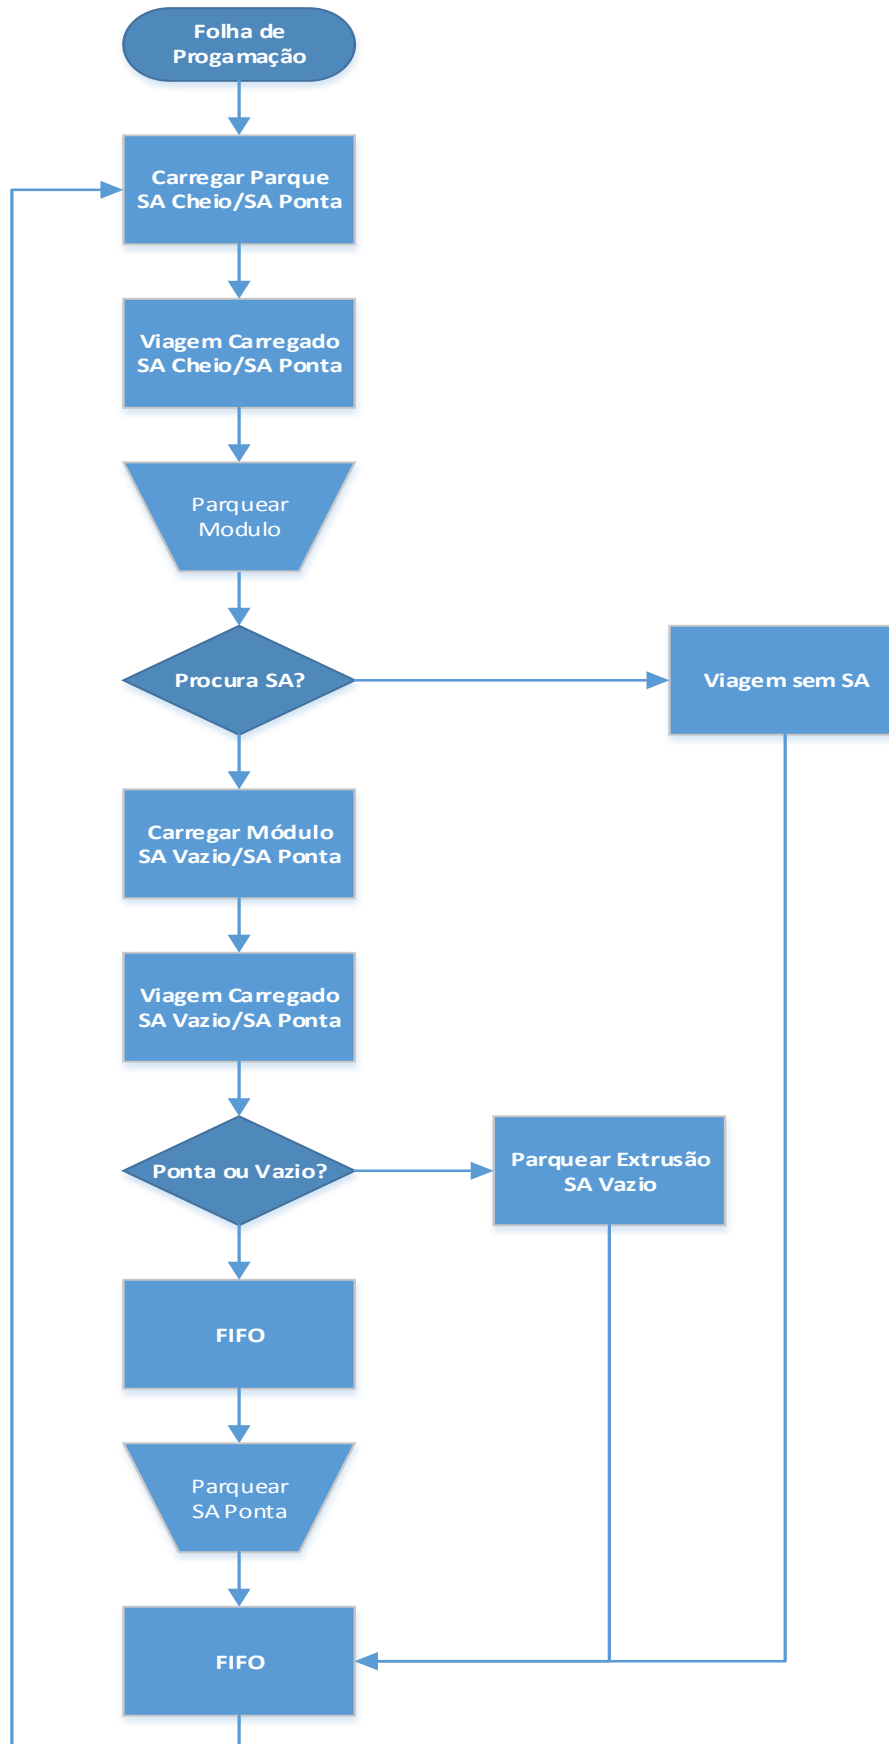 Folha de
Progamação
Carregar Parque
SA Cheio/SA Ponta
Viagem Carregado
SA Cheio/SA Ponta
Parquear
Modulo
Procura SA?
Viagem sem SA
Carregar Módulo
SA Vazio/SA Ponta
Viagem Carregado
SA Vazio/SA Ponta
Ponta ou Vazio?
Parquear Extrusão
SA Vazio
FIFO
Parquear
SA Ponta
FIFO